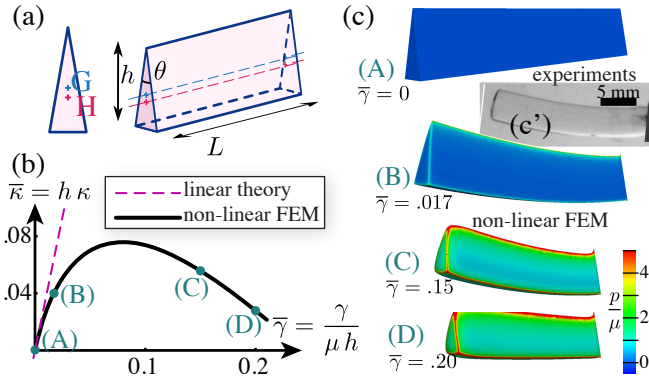 (a)
G
H
h
θ
L
(b)
κ̅ = h κ
linear theory
non-linear FEM
.08
.04
(A)
(B)
(C)
(D)
γ̅ = γ / μ h
0.1
0.2
(c)
(A)
γ̅ = 0
experiments
5 mm
(c')
(B)
γ̅ = .017
non-linear FEM
(C)
γ̅ = .15
(D)
γ̅ = .20
p/μ
4
2
0